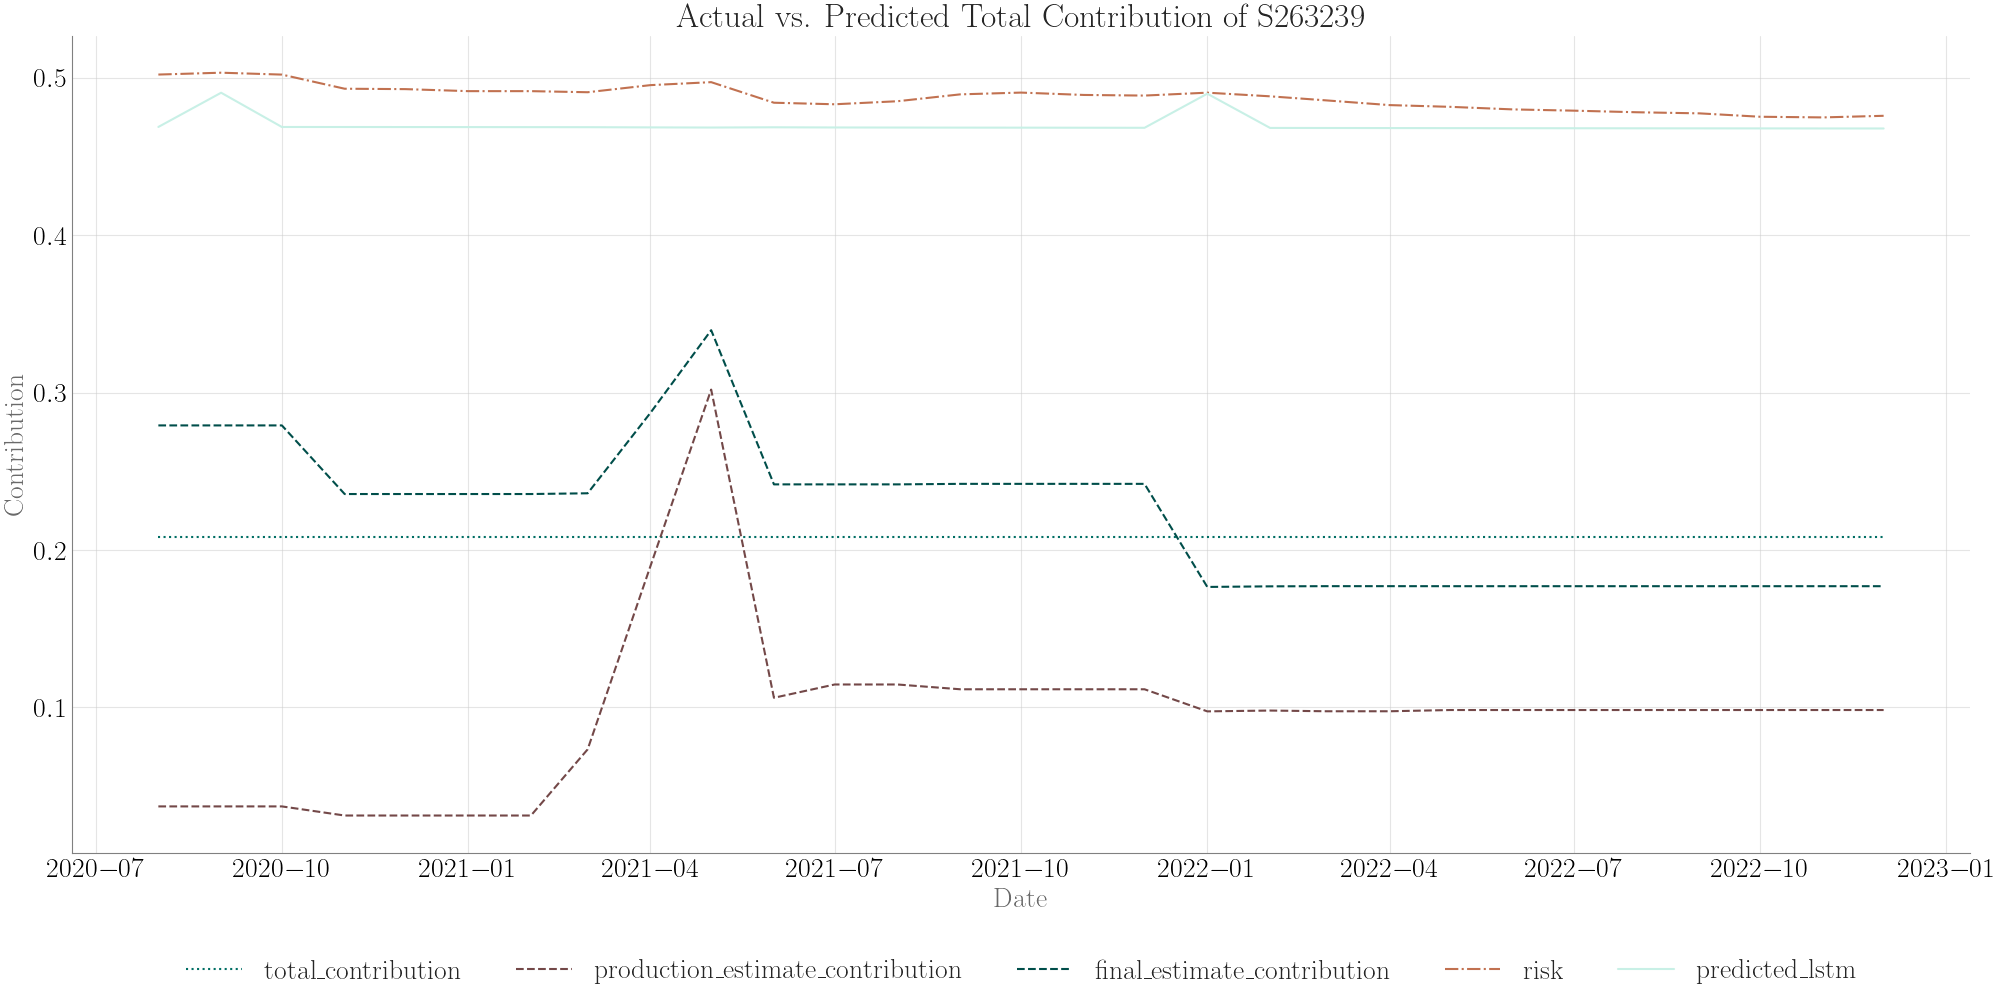 Actual vs. Predicted Total Contribution of S263239
0.5
0.4
0.3
0.2
0.1
Contribution
2020−07 2020−10 2021−01 2021−04 2021−07 2021−10 2022−01 2022−04 2022−07 2022−10 2023−01
Date
total_contribution production_estimate_contribution final_estimate_contribution risk predicted_lstm